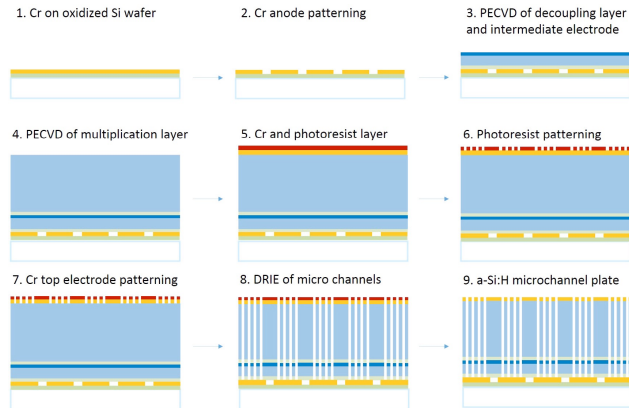 1. Cr on oxidized Si wafer
2. Cr anode patterning
3. PECVD of decoupling layer
and intermediate electrode
4. PECVD of multiplication layer
5. Cr and photoresist layer
6. Photoresist patterning
7. Cr top electrode patterning
8. DRIE of micro channels
9. a-Si:H microchannel plate